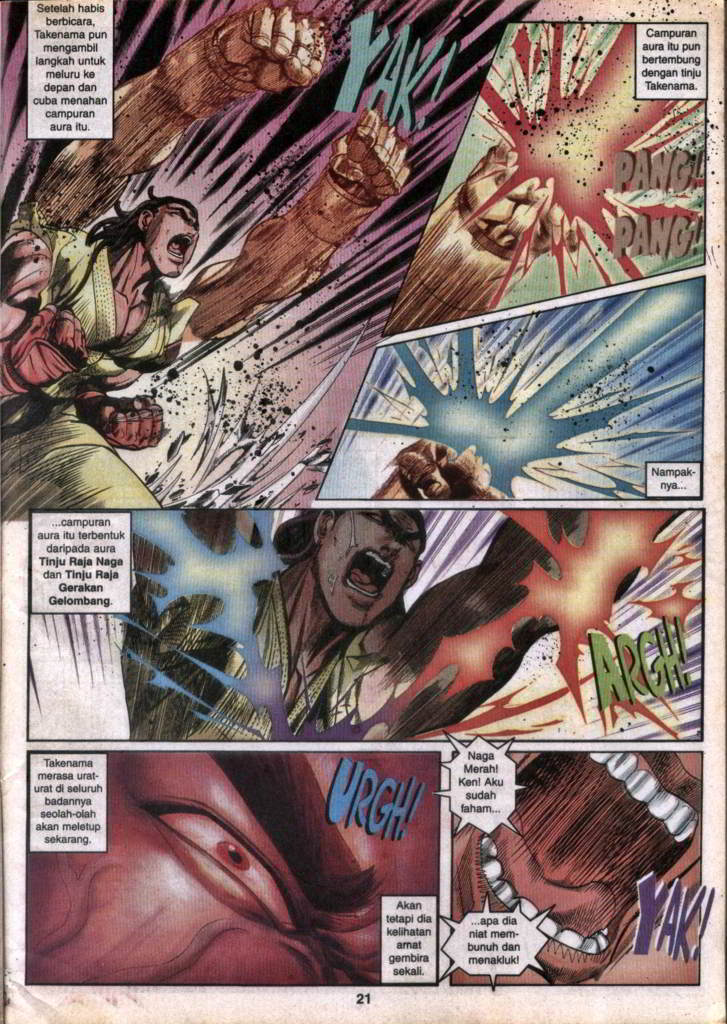 Setelah habis
berbicara,
Takenama pun
mengambil
langkah untuk
meluru ke
depan dan
cuba menahan
campuran
aura itu.
YAK!
Campuran
aura itu pun
bertembung
dengan tinju
Takenama.
PANG!
PANG!
Nampak-
nya...
...campuran
aura itu terbentuk
daripada aura
Tinju Raja Naga
dan Tinju Raja
Gerakan
Gelombang.
ARGH!
Takenama
merasa urat-
urat di seluruh
badannya
seolah-olah
akan meletup
sekarang.
URGH!
Akan
tetapi dia
kelihatan
amat
gembira
sekali.
Naga
Merah!
Ken! Aku
sudah
faham...
...apa dia
niat mem-
bunuh dan
menakluk!
YAK!
21